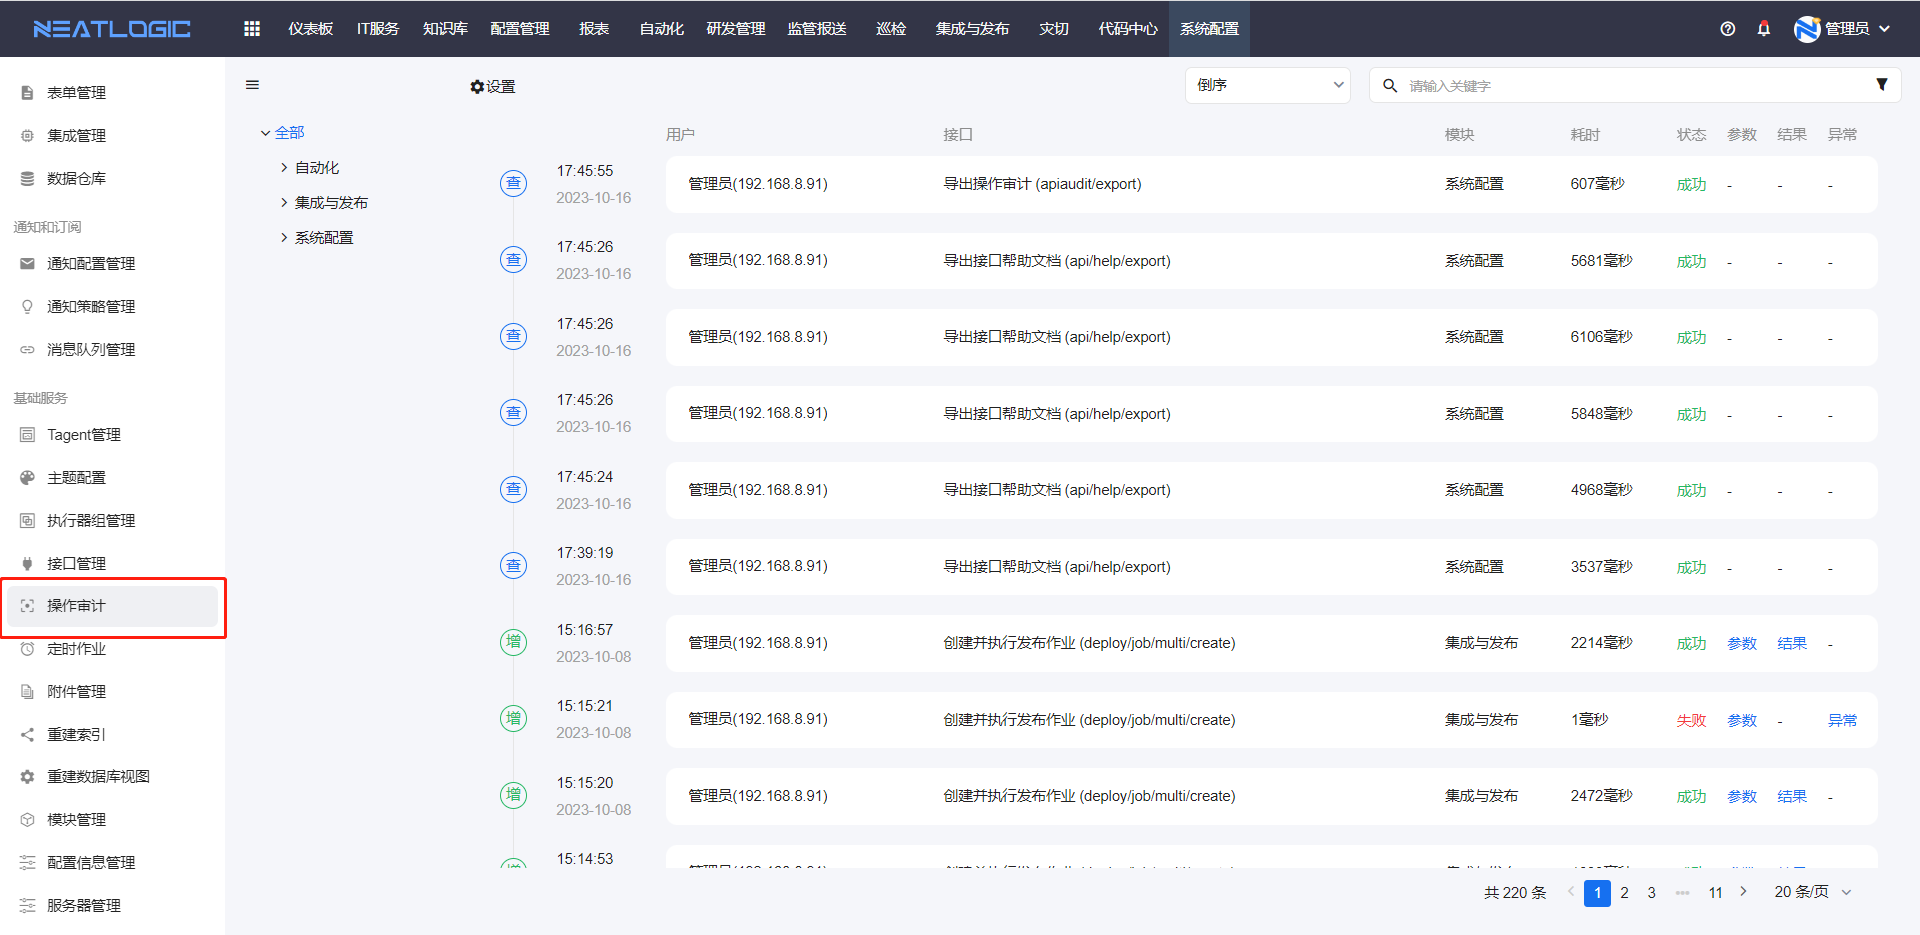 NEATLOGIC 仪表板 IT服务 知识库 配置管理 报表 自动化 研发管理 监管报送 巡检 集成与发布 灾切 代码中心 系统配置 管理员
表单管理
集成管理
数据仓库
通知和订阅
通知配置管理
通知策略管理
消息队列管理
基础服务
Tagent管理
主题配置
执行器组管理
接口管理
操作审计
定时作业
附件管理
重建索引
重建数据库视图
模块管理
配置信息管理
服务器管理
设置 倒序 请输入关键字
全部
自动化
集成与发布
系统配置
用户 接口 模块 耗时 状态 参数 结果 异常
查 17:45:55 2023-10-16 管理员(192.168.8.91) 导出操作审计 (apiaudit/export) 系统配置 607毫秒 成功 - - -
查 17:45:26 2023-10-16 管理员(192.168.8.91) 导出接口帮助文档 (api/help/export) 系统配置 5681毫秒 成功 - - -
查 17:45:26 2023-10-16 管理员(192.168.8.91) 导出接口帮助文档 (api/help/export) 系统配置 6106毫秒 成功 - - -
查 17:45:26 2023-10-16 管理员(192.168.8.91) 导出接口帮助文档 (api/help/export) 系统配置 5848毫秒 成功 - - -
查 17:45:24 2023-10-16 管理员(192.168.8.91) 导出接口帮助文档 (api/help/export) 系统配置 4968毫秒 成功 - - -
查 17:39:19 2023-10-16 管理员(192.168.8.91) 导出接口帮助文档 (api/help/export) 系统配置 3537毫秒 成功 - - -
增 15:16:57 2023-10-08 管理员(192.168.8.91) 创建并执行发布作业 (deploy/job/multi/create) 集成与发布 2214毫秒 成功 参数 结果 -
增 15:15:21 2023-10-08 管理员(192.168.8.91) 创建并执行发布作业 (deploy/job/multi/create) 集成与发布 1毫秒 失败 参数 - 异常
增 15:15:20 2023-10-08 管理员(192.168.8.91) 创建并执行发布作业 (deploy/job/multi/create) 集成与发布 2472毫秒 成功 参数 结果 -
15:14:53
共 220 条 1 2 3 ••• 11 20 条/页